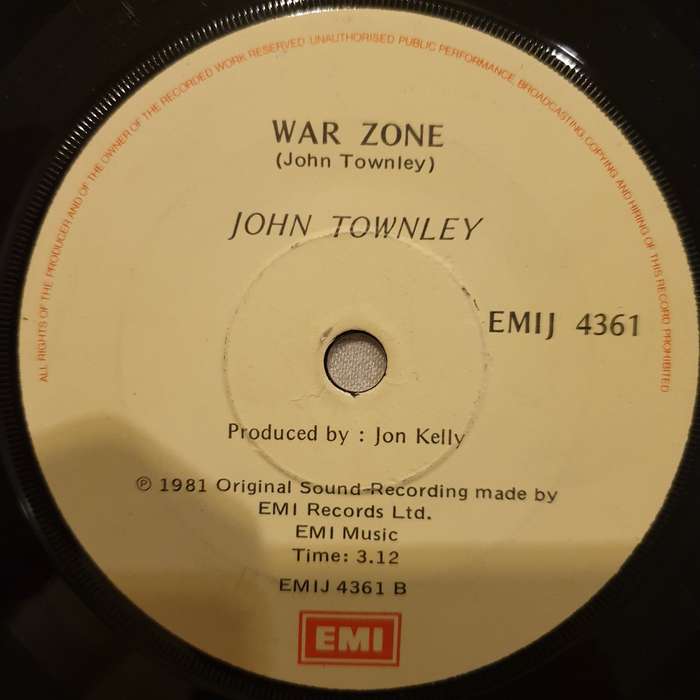 ALL RIGHTS OF THE PRODUCER AND OF THE OWNER OF THE RECORDED WORK RESERVED UNAUTHORISED PUBLIC PERFORMANCE, BROADCASTING, COPYING AND HIRING OF THIS RECORD PROHIBITED
WAR ZONE
(John Townley)
JOHN TOWNLEY
EMIJ 4361
Produced by : Jon Kelly
℗ 1981 Original Sound-Recording made by
EMI Records Ltd.
EMI Music
Time: 3.12
EMIJ 4361 B
EMI